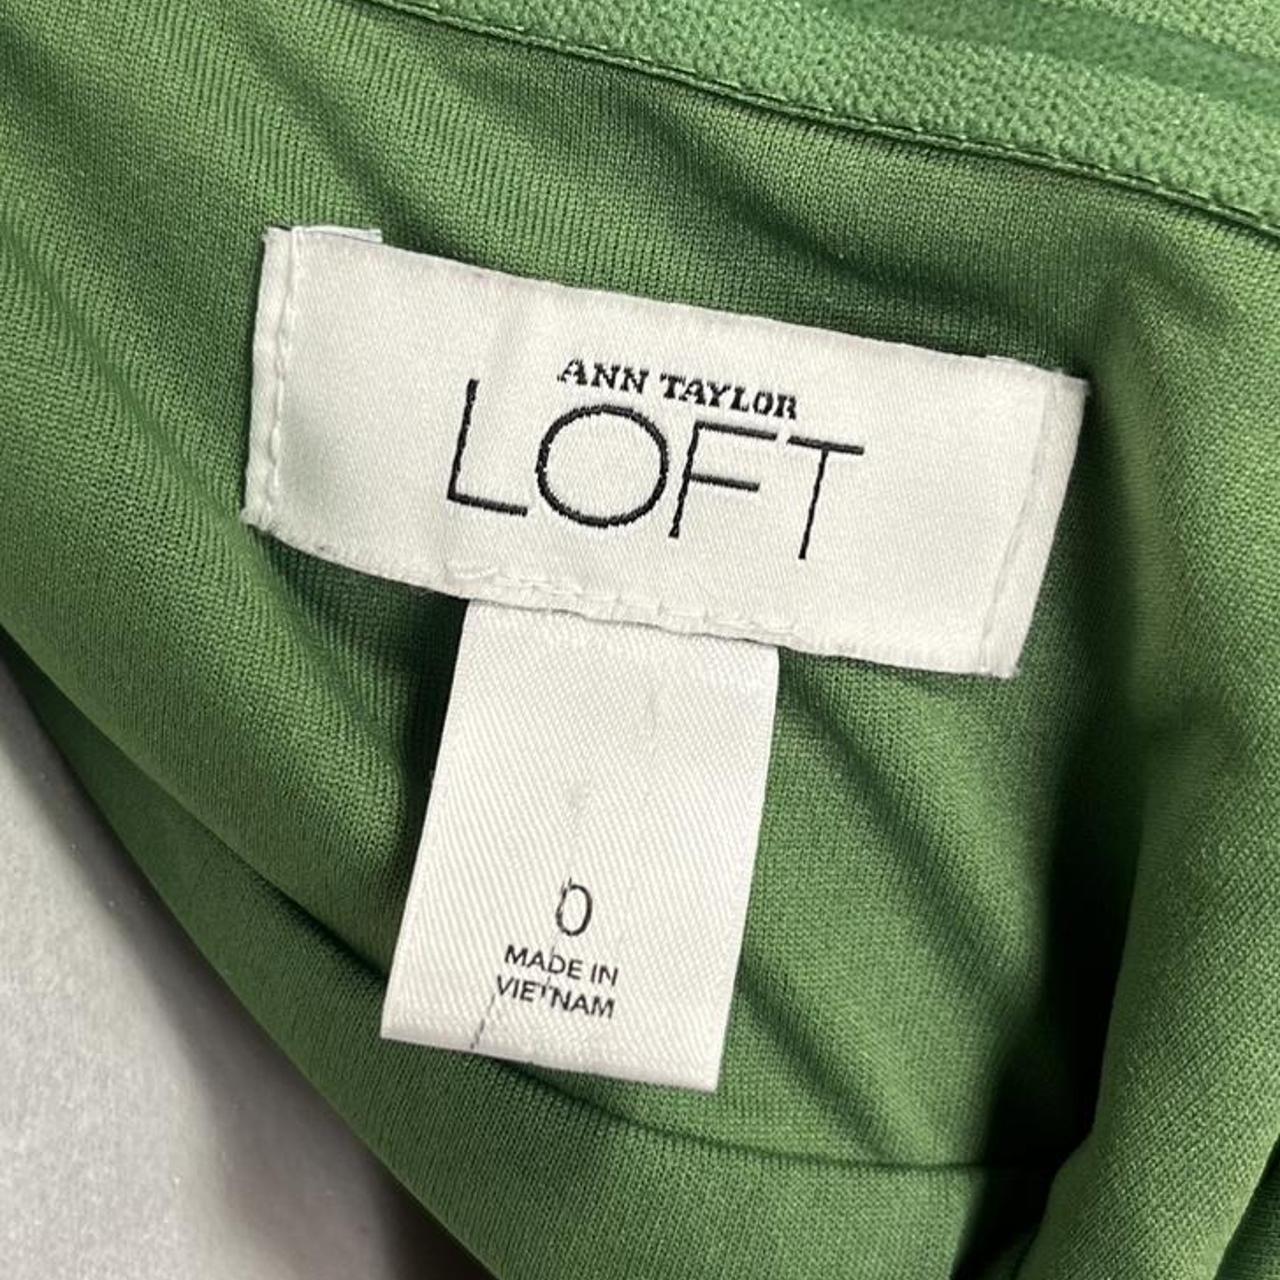 ANN TAYLOR
LOFT
0
MADE IN
VIETNAM